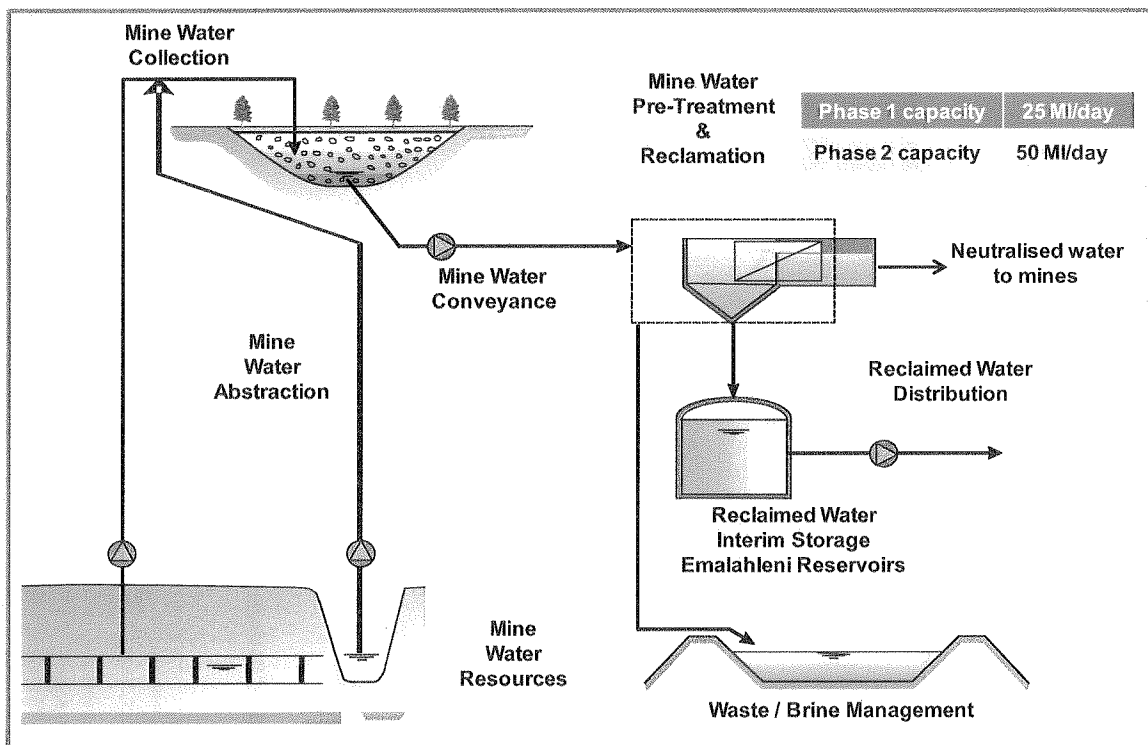 Mine Water
Collection
Mine Water
Pre-Treatment
&
Reclamation
Phase 1 capacity 25 Ml/day
Phase 2 capacity 50 Ml/day
Mine Water
Conveyance
Neutralised water
to mines
Mine
Water
Abstraction
Reclaimed Water
Distribution
Reclaimed Water
Interim Storage
Emalahleni Reservoirs
Mine
Water
Resources
Waste / Brine Management